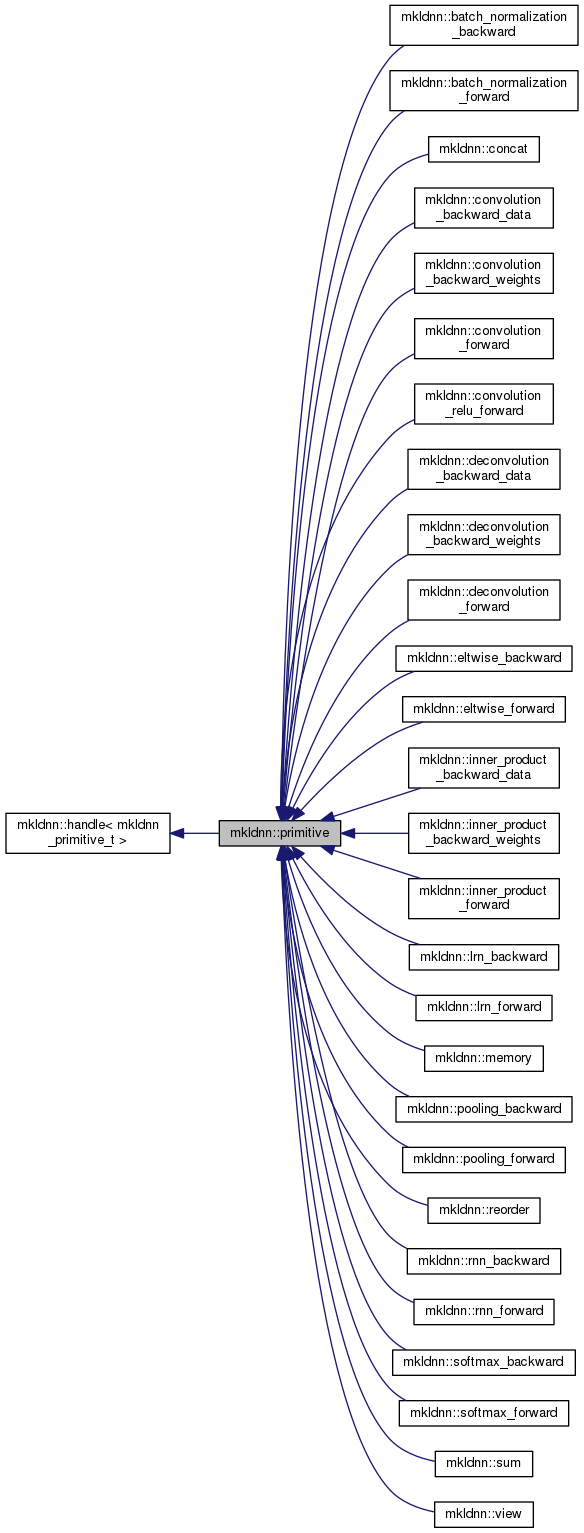 mkldnn::batch_normalization
_backward
mkldnn::batch_normalization
_forward
mkldnn::concat
mkldnn::convolution
_backward_data
mkldnn::convolution
_backward_weights
mkldnn::convolution
_forward
mkldnn::convolution
_relu_forward
mkldnn::deconvolution
_backward_data
mkldnn::deconvolution
_backward_weights
mkldnn::deconvolution
_forward
mkldnn::eltwise_backward
mkldnn::eltwise_forward
mkldnn::inner_product
_backward_data
mkldnn::handle< mkldnn
_primitive_t >
mkldnn::primitive
mkldnn::inner_product
_backward_weights
mkldnn::inner_product
_forward
mkldnn::lrn_backward
mkldnn::lrn_forward
mkldnn::memory
mkldnn::pooling_backward
mkldnn::pooling_forward
mkldnn::reorder
mkldnn::rnn_backward
mkldnn::rnn_forward
mkldnn::softmax_backward
mkldnn::softmax_forward
mkldnn::sum
mkldnn::view